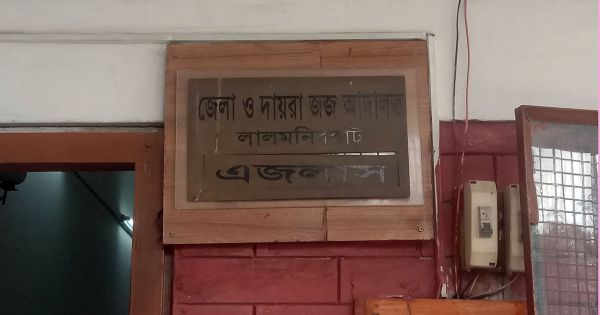 জেলা ও দায়রা জজ আদালত
লালমনিরহাট
এজলাস